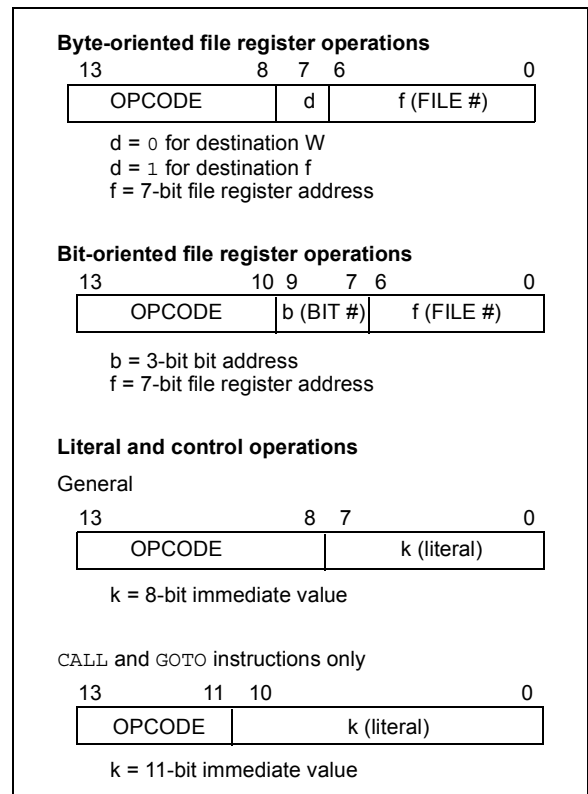 Byte-oriented file register operations
13 8 7 6 0
OPCODE d f (FILE #)
d = 0 for destination W
d = 1 for destination f
f = 7-bit file register address
Bit-oriented file register operations
13 10 9 7 6 0
OPCODE b (BIT #) f (FILE #)
b = 3-bit bit address
f = 7-bit file register address
Literal and control operations
General
13 8 7 0
OPCODE k (literal)
k = 8-bit immediate value
CALL and GOTO instructions only
13 11 10 0
OPCODE k (literal)
k = 11-bit immediate value